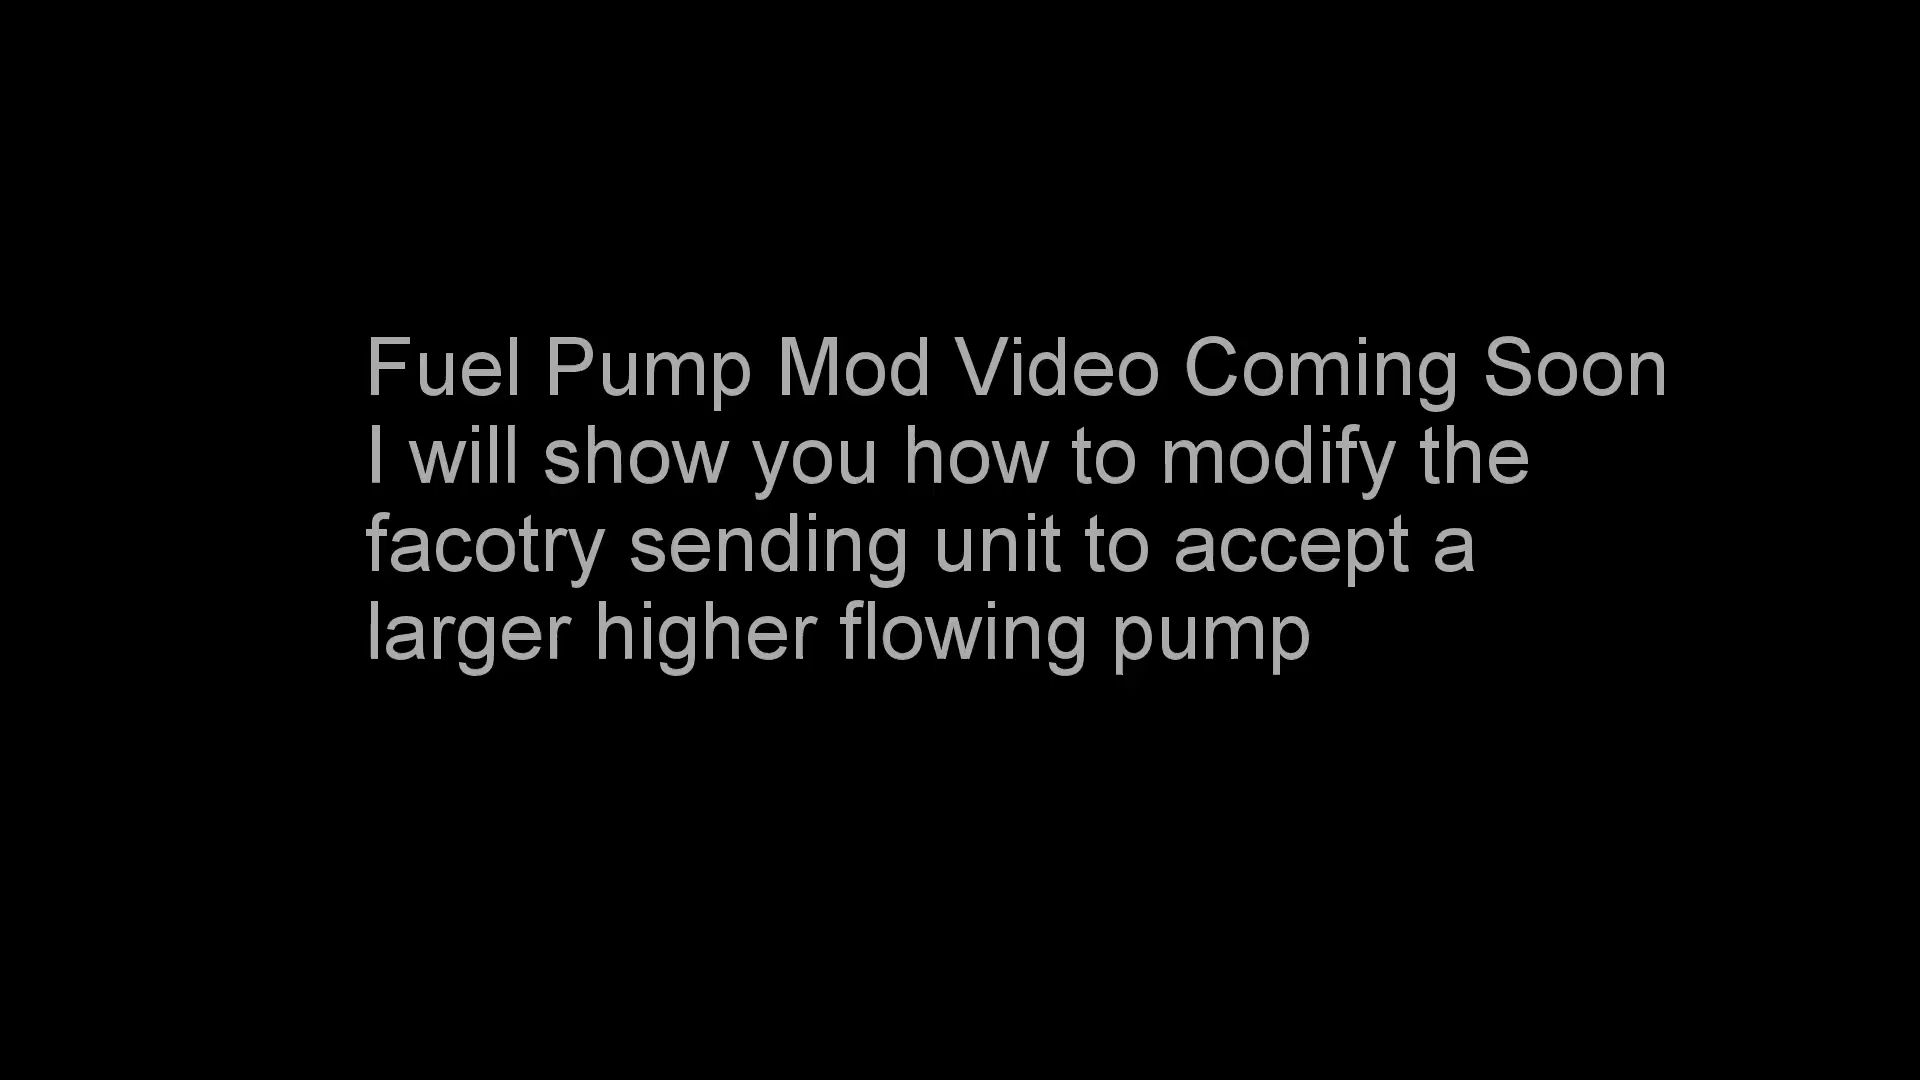 Fuel Pump Mod Video Coming Soon
I will show you how to modify the
facotry sending unit to accept a
larger higher flowing pump